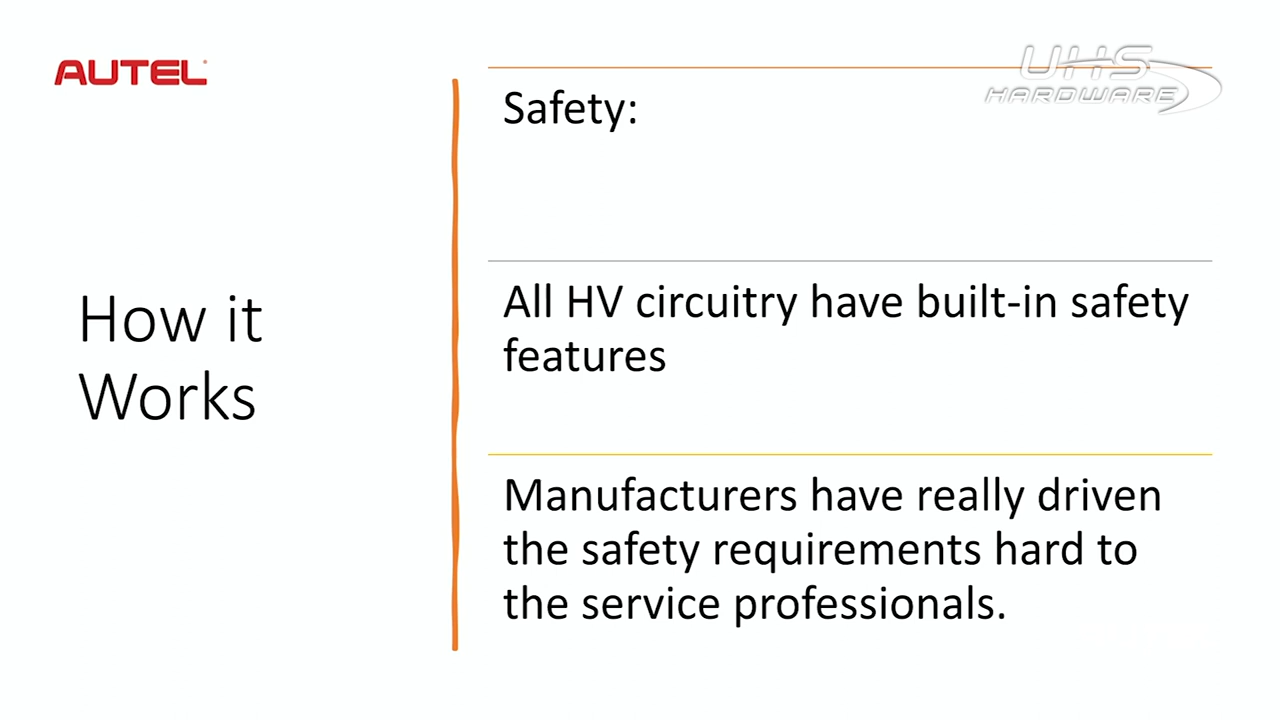 AUTEL
UHS
HARDWARE
Safety:
How it
Works
All HV circuitry have built-in safety
features
Manufacturers have really driven
the safety requirements hard to
the service professionals.